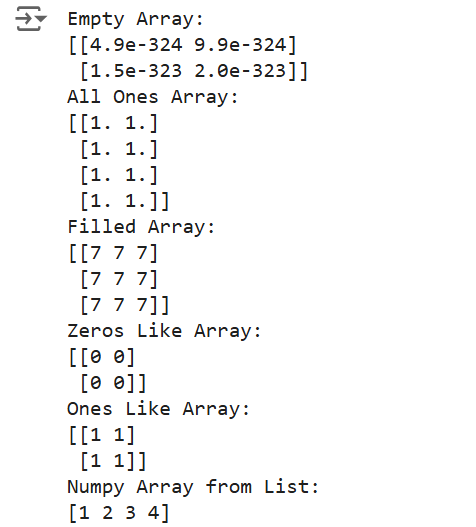 Empty Array:
[[4.9e-324 9.9e-324]
 [1.5e-323 2.0e-323]]
All Ones Array:
[[1. 1.]
 [1. 1.]
 [1. 1.]
 [1. 1.]]
Filled Array:
[[7 7 7]
 [7 7 7]
 [7 7 7]]
Zeros Like Array:
[[0 0]
 [0 0]]
Ones Like Array:
[[1 1]
 [1 1]]
Numpy Array from List:
[1 2 3 4]